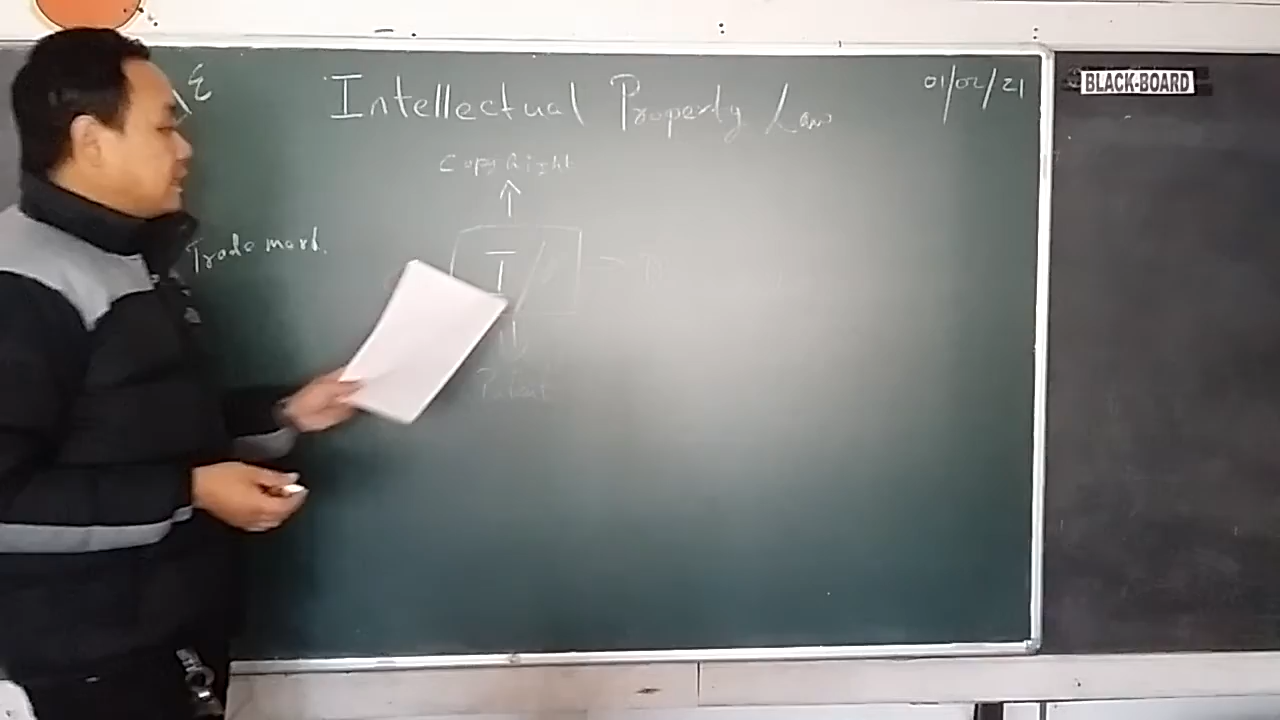 Intellectual Property Law
01/02/21
BLACK-BOARD
Copy Right
Trade mark.
Patent